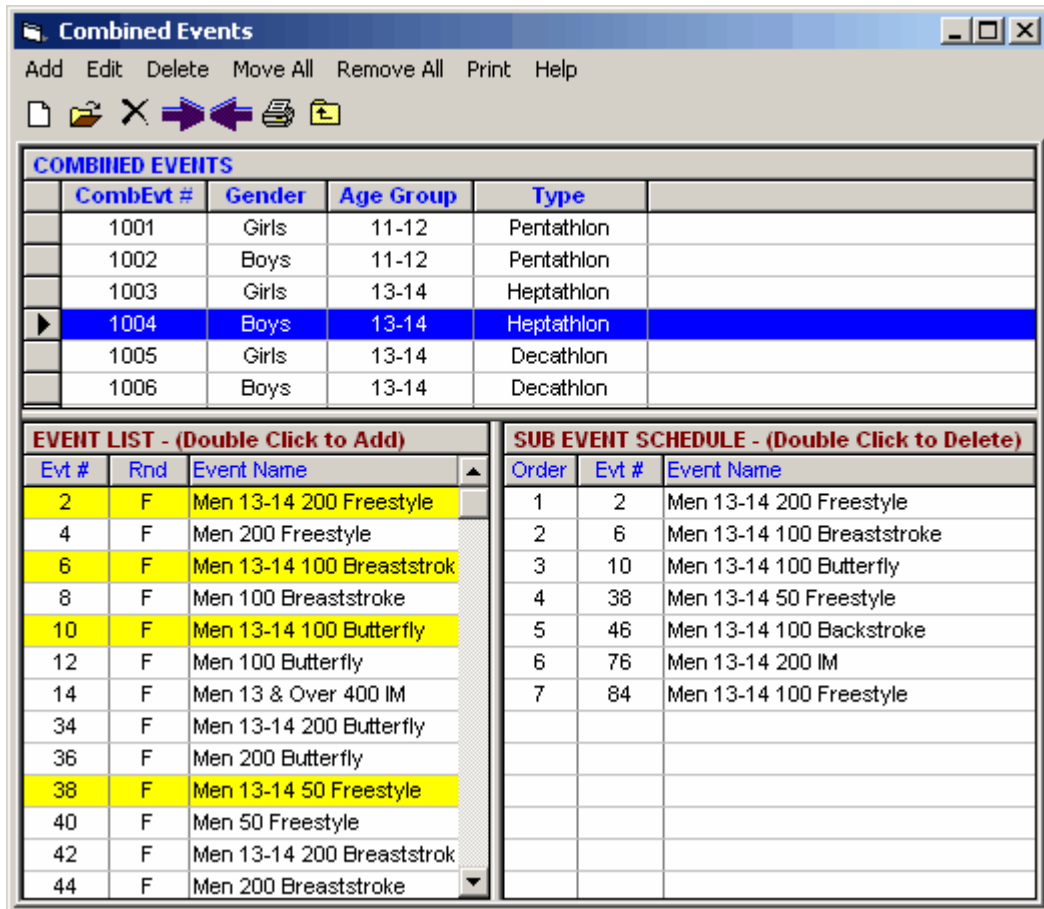 Combined Events
Add Edit Delete Move All Remove All Print Help
COMBINED EVENTS
CombEvt # Gender Age Group Type
1001 Girls 11-12 Pentathlon
1002 Boys 11-12 Pentathlon
1003 Girls 13-14 Heptathlon
1004 Boys 13-14 Heptathlon
1005 Girls 13-14 Decathlon
1006 Boys 13-14 Decathlon
EVENT LIST - (Double Click to Add)
Evt # Rnd Event Name
2 F Men 13-14 200 Freestyle
4 F Men 200 Freestyle
6 F Men 13-14 100 Breaststrok
8 F Men 100 Breaststroke
10 F Men 13-14 100 Butterfly
12 F Men 100 Butterfly
14 F Men 13 & Over 400 IM
34 F Men 13-14 200 Butterfly
36 F Men 200 Butterfly
38 F Men 13-14 50 Freestyle
40 F Men 50 Freestyle
42 F Men 13-14 200 Breaststrok
44 F Men 200 Breaststroke
SUB EVENT SCHEDULE - (Double Click to Delete)
Order Evt # Event Name
1 2 Men 13-14 200 Freestyle
2 6 Men 13-14 100 Breaststroke
3 10 Men 13-14 100 Butterfly
4 38 Men 13-14 50 Freestyle
5 46 Men 13-14 100 Backstroke
6 76 Men 13-14 200 IM
7 84 Men 13-14 100 Freestyle